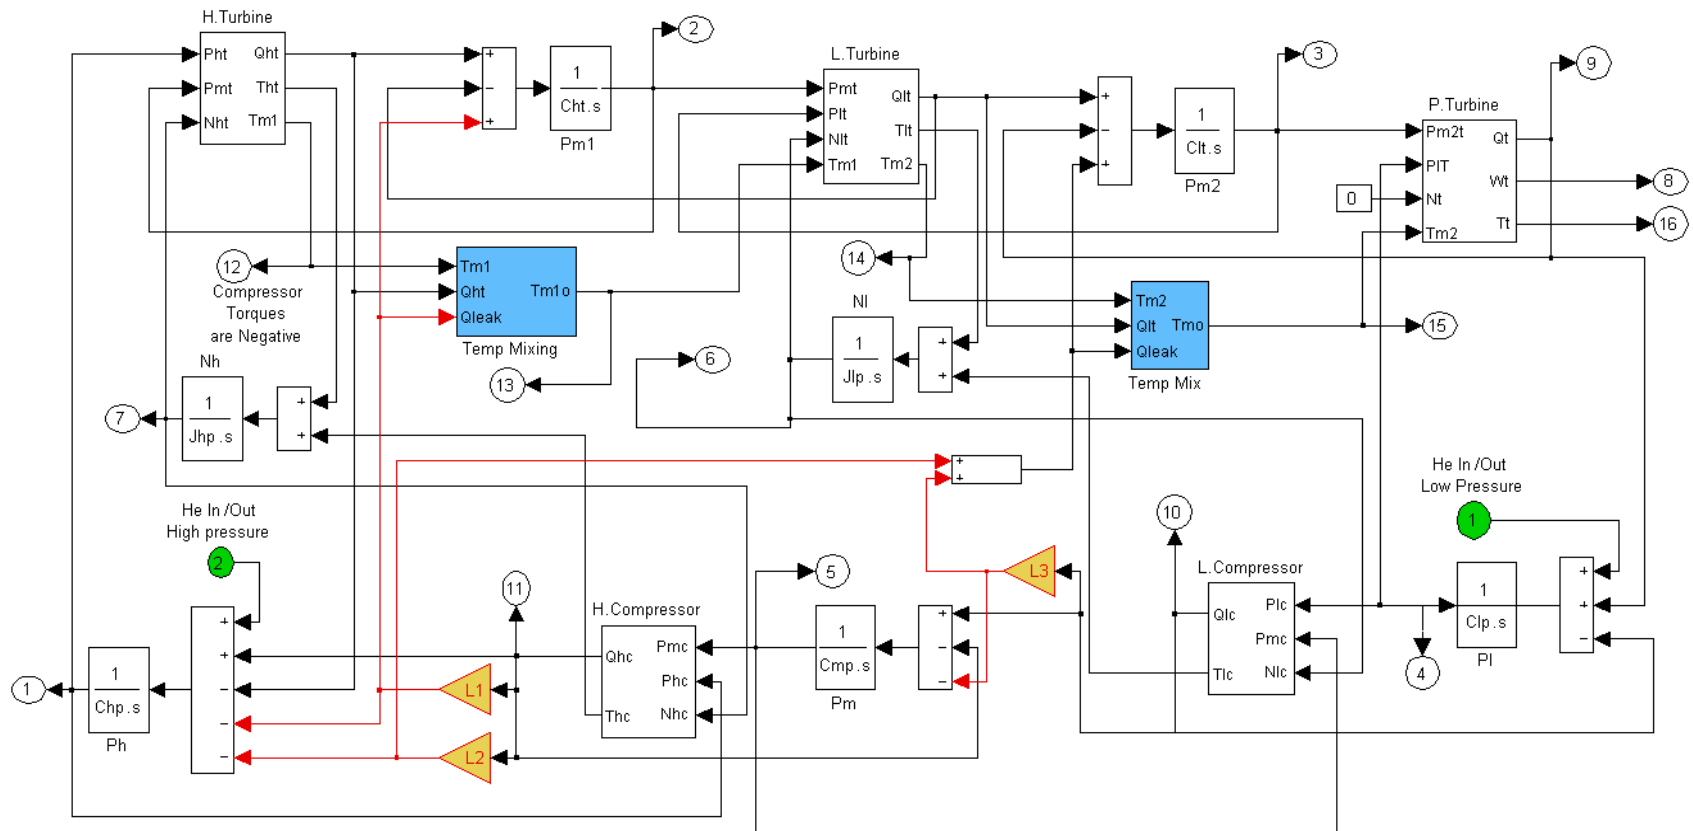 H.Turbine
Pht
Qht
Pmt
Tht
Nht
Tm1
+
−
+
1
Cht.s
Pm1
2
L.Turbine
Pmt
Qlt
Plt
Tlt
Nlt
Tm1
Tm2
+
−
+
1
Clt.s
Pm2
3
9
P.Turbine
Pm2t
Qt
PlT
Wt
Nt
Tt
Tm2
0
8
16
12
Compressor
Torques
are Negative
Tm1
Qht
Tm1o
Qleak
Temp Mixing
13
14
Nl
1
Jlp .s
+
+
6
Tm2
Qlt
Tmo
Qleak
Temp Mix
15
Nh
1
Jhp .s
+
+
7
He In /Out
High pressure
2
+
+
He In /Out
Low Pressure
1
10
11
5
L3
L.Compressor
Qlc
Plc
Pmc
Tlc
Nlc
1
Clp.s
Pl
4
+
+
−
H.Compressor
Qhc
Pmc
Phc
Thc
Nhc
1
Cmp.s
Pm
+
−
−
L1
L2
+
+
−
−
−
1
Chp.s
Ph
1